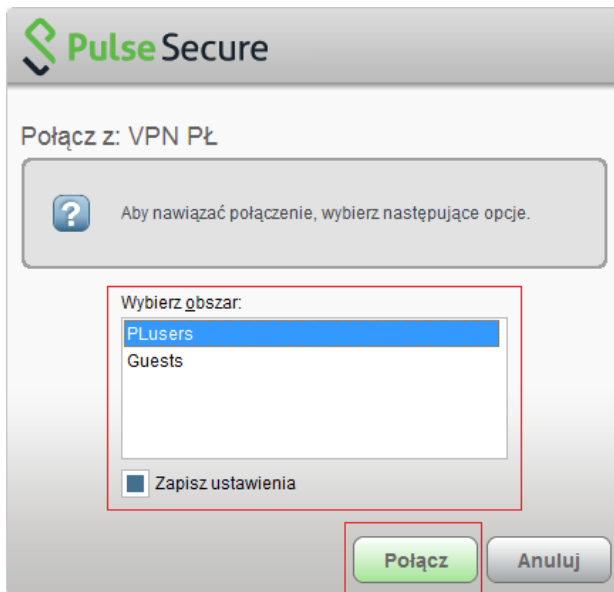 Pulse Secure
Połącz z: VPN PŁ
?
Aby nawiązać połączenie, wybierz następujące opcje.
Wybierz obszar:
PLusers
Guests
Zapisz ustawienia
Połącz
Anuluj